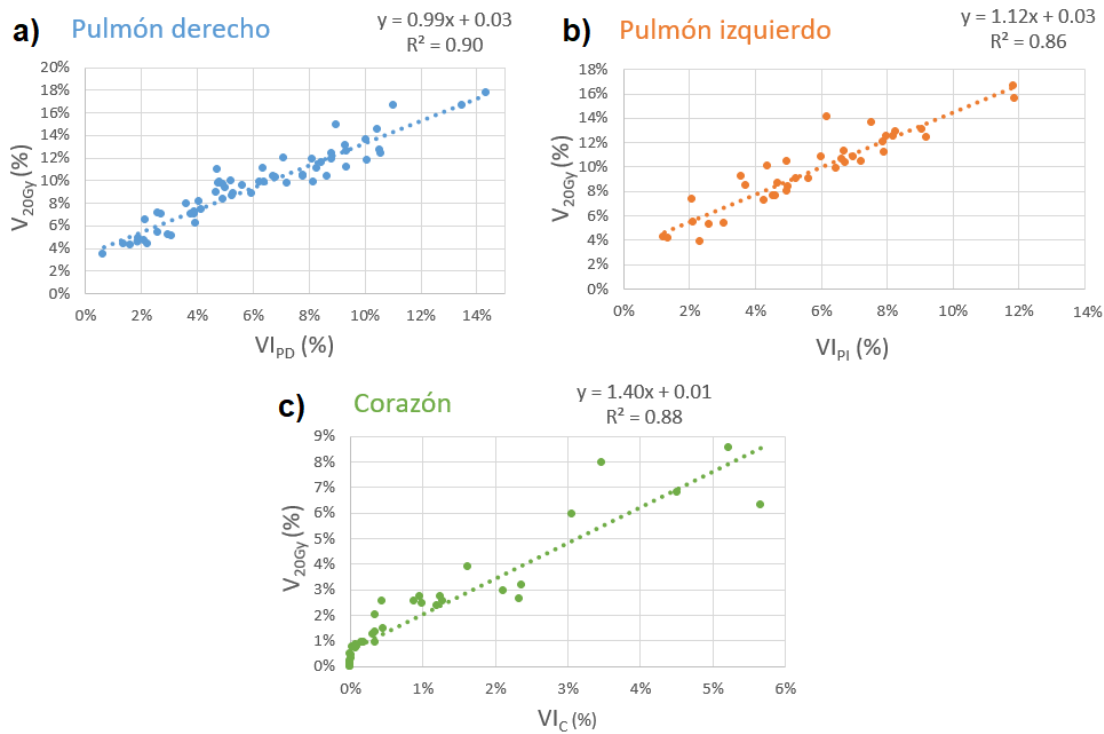 a) Pulmón derecho
y = 0.99x + 0.03
R² = 0.90
20%
18%
16%
14%
12%
10%
8%
6%
4%
2%
0%
V20Gy (%)
0% 2% 4% 6% 8% 10% 12% 14%
VIPD (%)
b) Pulmón izquierdo
y = 1.12x + 0.03
R² = 0.86
18%
16%
14%
12%
10%
8%
6%
4%
2%
0%
V20Gy (%)
0% 2% 4% 6% 8% 10% 12% 14%
VIPI (%)
c) Corazón
y = 1.40x + 0.01
R² = 0.88
9%
8%
7%
6%
5%
4%
3%
2%
1%
0%
V20Gy (%)
0% 1% 2% 3% 4% 5% 6%
VIC (%)